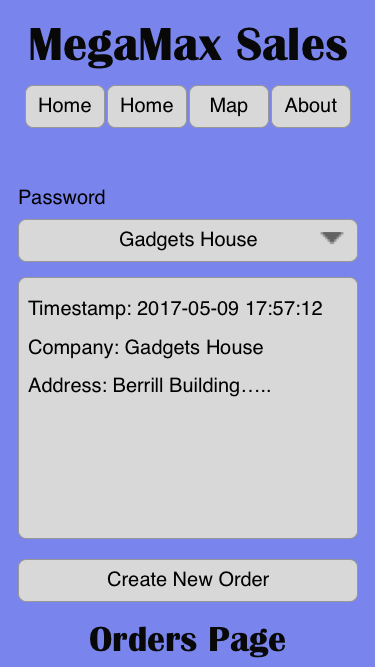 MegaMax Sales
Home Home Map About
Password
Gadgets House
Timestamp: 2017-05-09 17:57:12
Company: Gadgets House
Address: Berrill Building.....
Create New Order
Orders Page